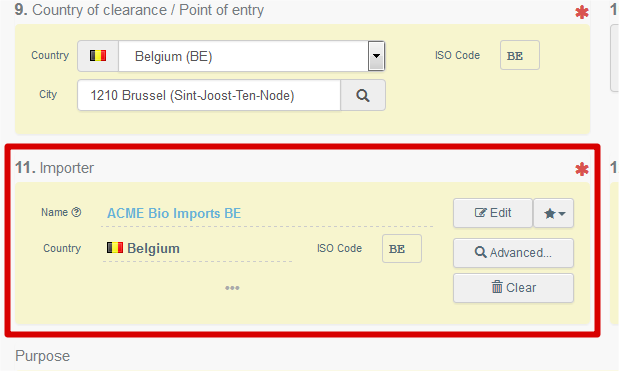 9. Country of clearance / Point of entry
Country Belgium (BE) ISO Code BE
City 1210 Brussel (Sint-Joost-Ten-Node)
11. Importer
Name ACME Bio Imports BE Edit
Country Belgium ISO Code BE Advanced...
••• Clear
Purpose